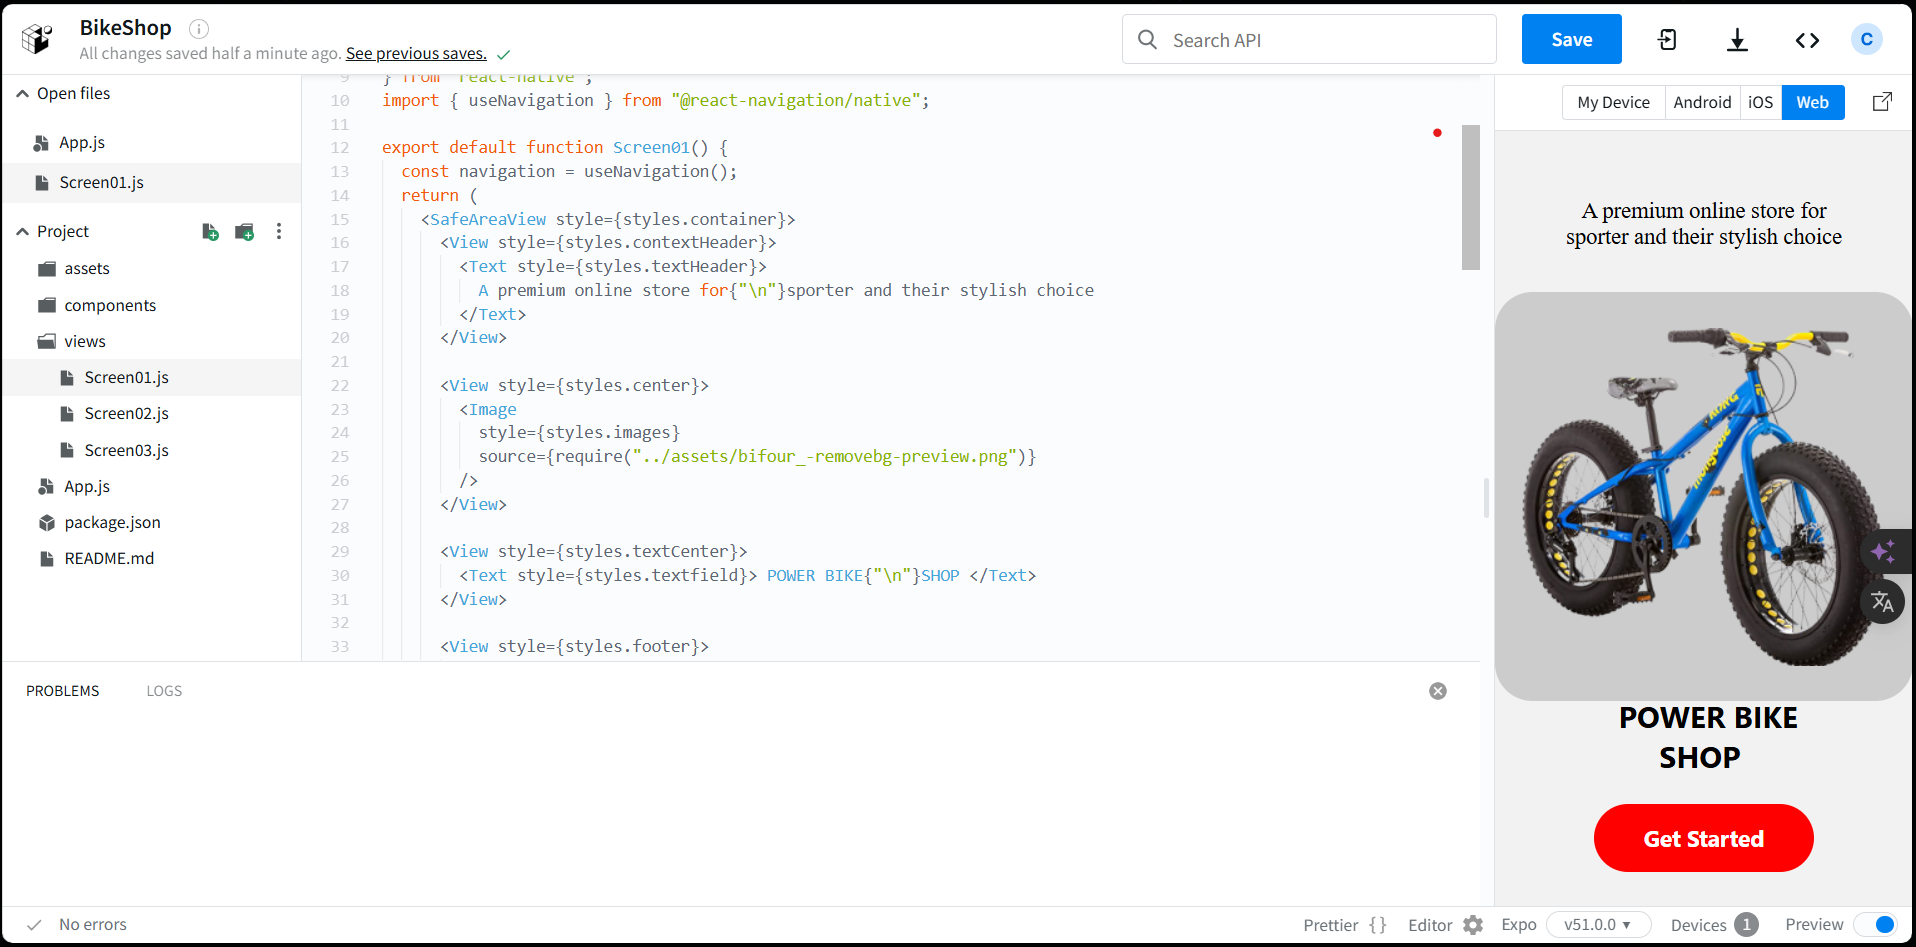 BikeShop
All changes saved half a minute ago. See previous saves.
Search API
Save
C
Open files
App.js
Screen01.js
Project
assets
components
views
Screen01.js
Screen02.js
Screen03.js
App.js
package.json
README.md
9 } from "react-native";
10 import { useNavigation } from "@react-navigation/native";
11
12 export default function Screen01() {
13 const navigation = useNavigation();
14 return (
15 <SafeAreaView style={styles.container}>
16 <View style={styles.contextHeader}>
17 <Text style={styles.textHeader}>
18 A premium online store for{"\n"}sporter and their stylish choice
19 </Text>
20 </View>
21
22 <View style={styles.center}>
23 <Image
24 style={styles.images}
25 source={require("../assets/bifour_-removebg-preview.png")}
26 />
27 </View>
28
29 <View style={styles.textCenter}>
30 <Text style={styles.textfield}> POWER BIKE{"\n"}SHOP </Text>
31 </View>
32
33 <View style={styles.footer}>
PROBLEMS LOGS
My Device Android iOS Web
A premium online store for
sporter and their stylish choice
KONG
mongoose
POWER BIKE
SHOP
Get Started
No errors
Prettier {} Editor Expo v51.0.0 Devices 1 Preview